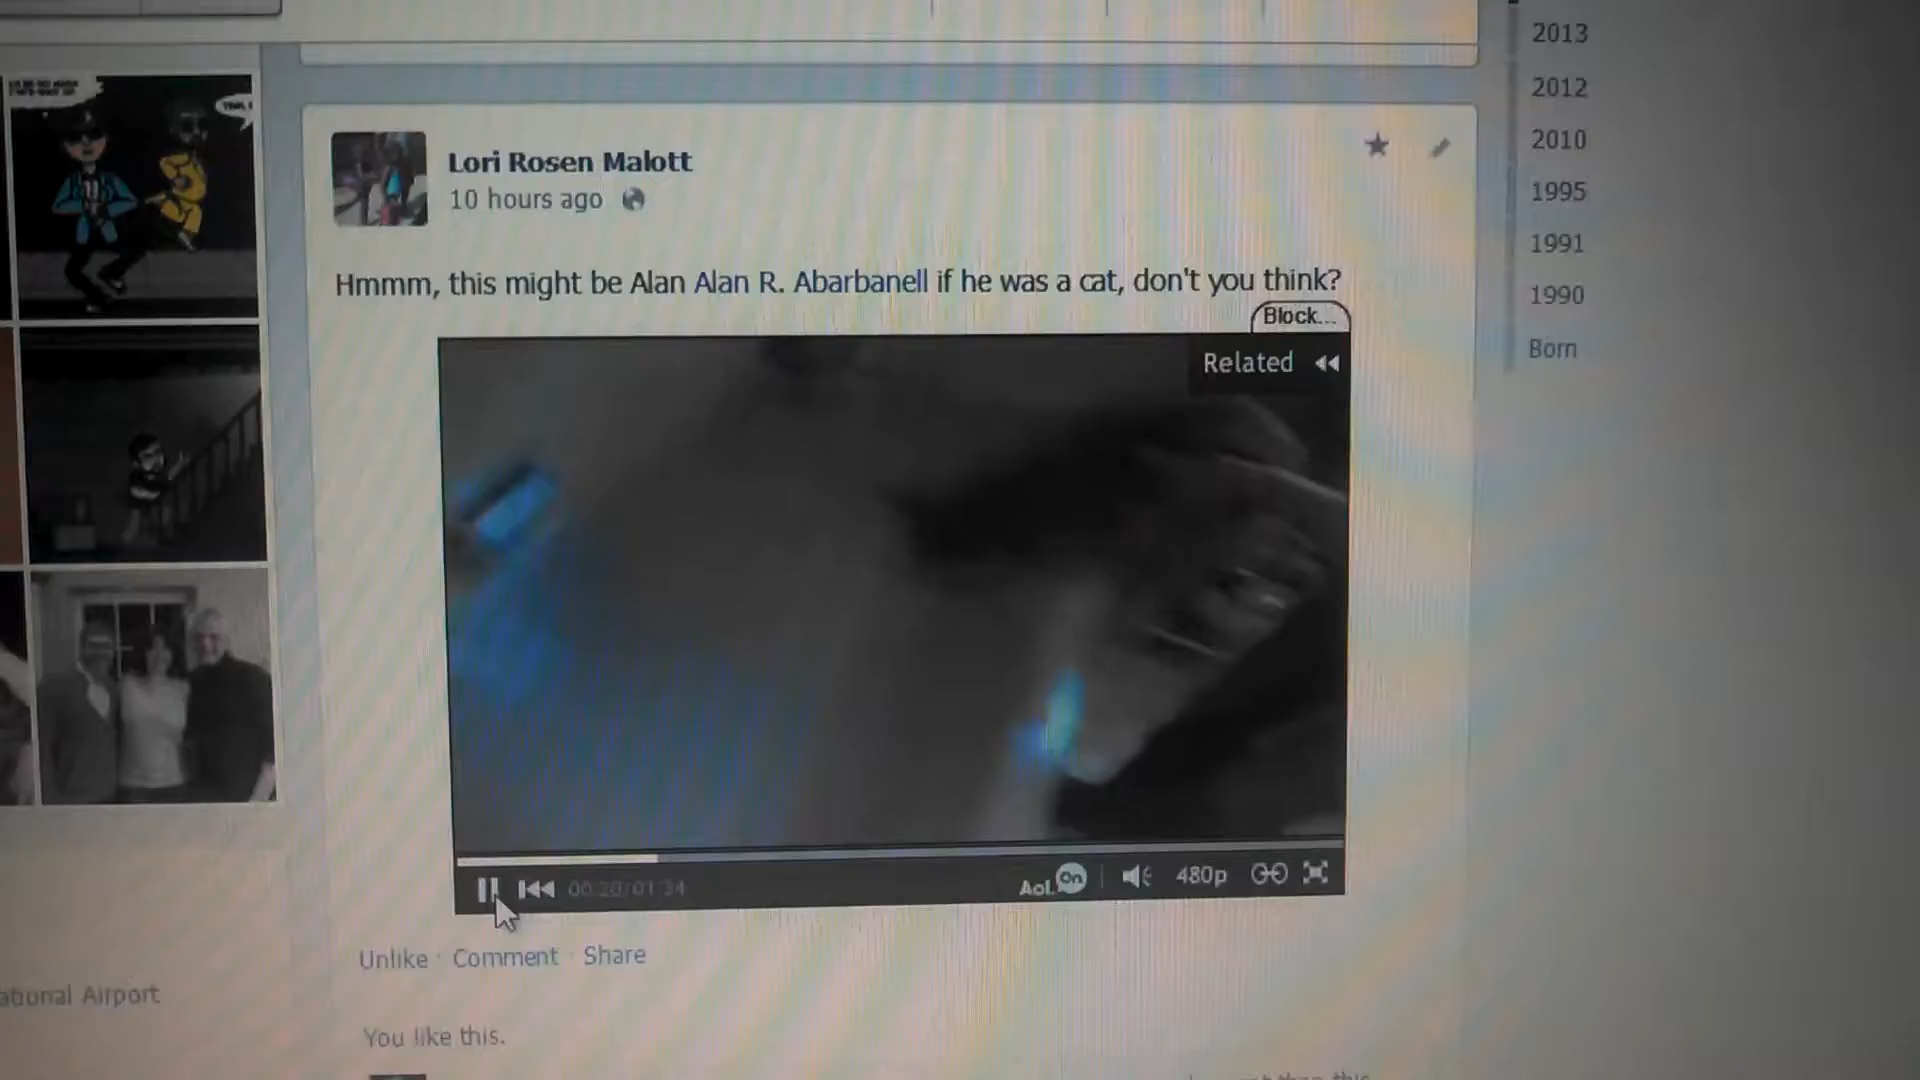 2013
2012
2010
1995
1991
1990
Born
Lori Rosen Malott
10 hours ago
Hmmm, this might be Alan Alan R. Abarbanell if he was a cat, don't you think?
Block...
Related
00:20/01:34
Aol. On
480p
Unlike · Comment · Share
ational Airport
You like this.